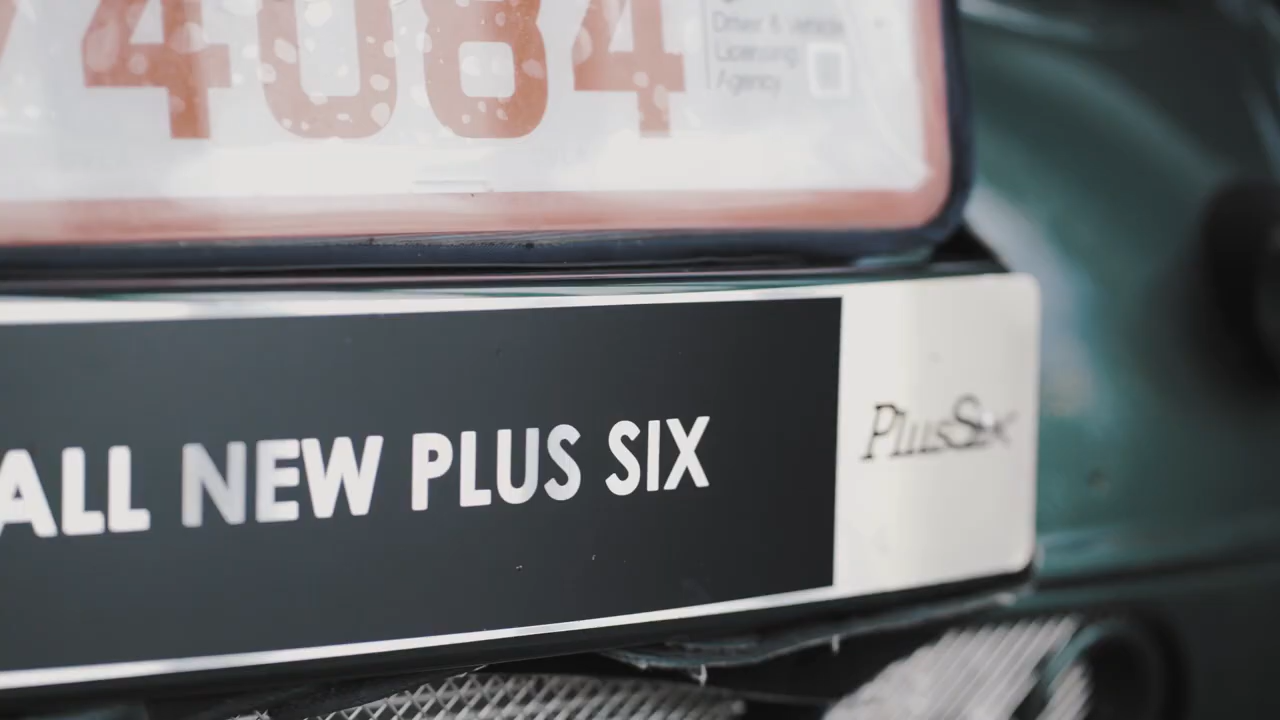 4084
Driver & Vehicle
Licensing
Agency
ALL NEW PLUS SIX
PlusSix